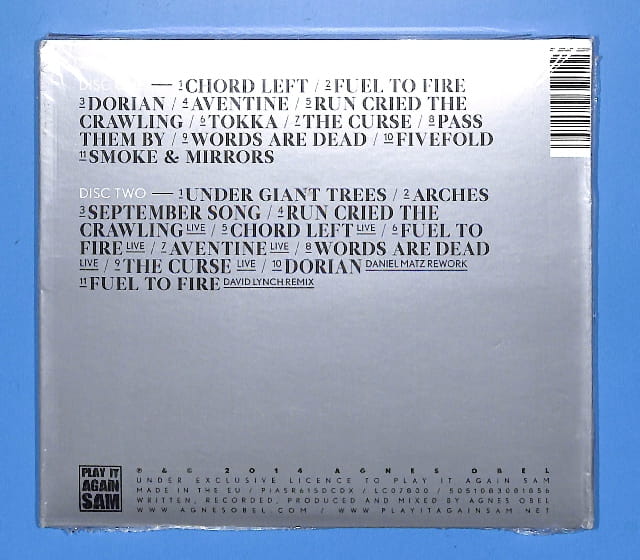 DISC — 1 CHORD LEFT / 2 FUEL TO FIRE
3 DORIAN / 4 AVENTINE / 5 RUN CRIED THE
CRAWLING / 6 TOKKA / 7 THE CURSE / 8 PASS
THEM BY / 9 WORDS ARE DEAD / 10 FIVEFOLD
11 SMOKE & MIRRORS
DISC TWO — 1 UNDER GIANT TREES / 2 ARCHES
3 SEPTEMBER SONG / 4 RUN CRIED THE
CRAWLING LIVE / 5 CHORD LEFT LIVE / 6 FUEL TO
FIRE LIVE / 7 AVENTINE LIVE / 8 WORDS ARE DEAD
LIVE / 9 THE CURSE LIVE / 10 DORIAN DANIEL MATZ REWORK
11 FUEL TO FIRE DAVID LYNCH REMIX
PLAY IT
AGAIN
SAM
℗ & © 2014 AGNES OBEL
UNDER EXCLUSIVE LICENCE TO PLAY IT AGAIN SAM
MADE IN THE EU / PIASR615DCDX / LC07800 / 5051083081856
WRITTEN, RECORDED, PRODUCED AND MIXED BY AGNES OBEL
WWW.AGNESOBEL.COM / WWW.PLAYITAGAINSAM.NET